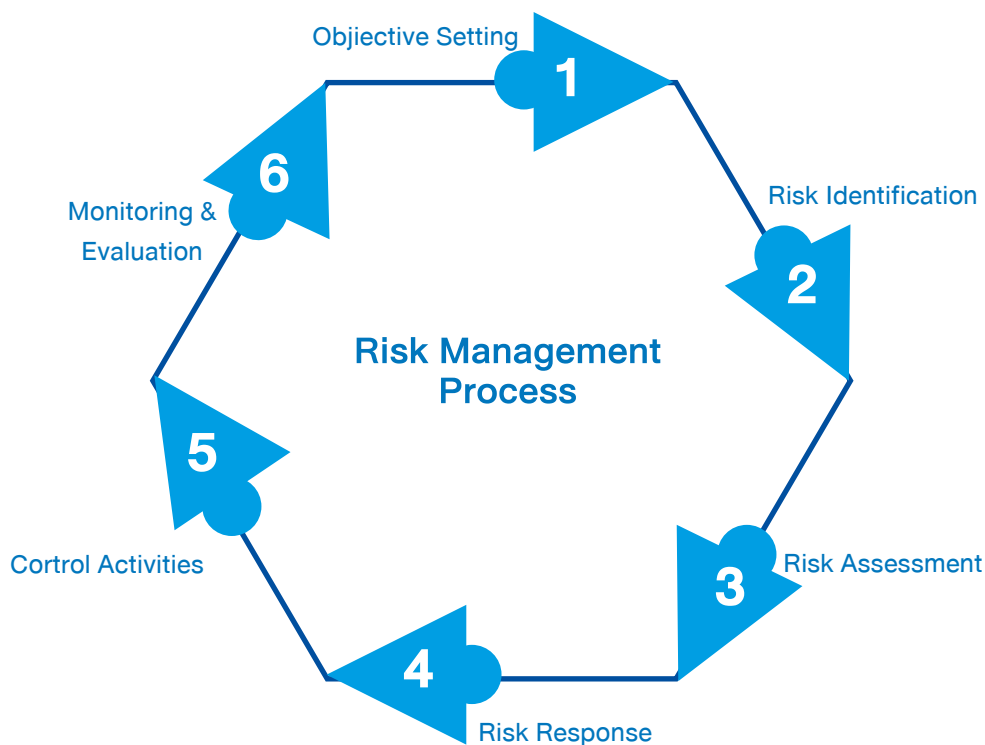 Objiective Setting
1
6
Risk Identification
Monitoring &
Evaluation
2
Risk Management
Process
5
Cortrol Activities
Risk Assessment
3
4
Risk Response